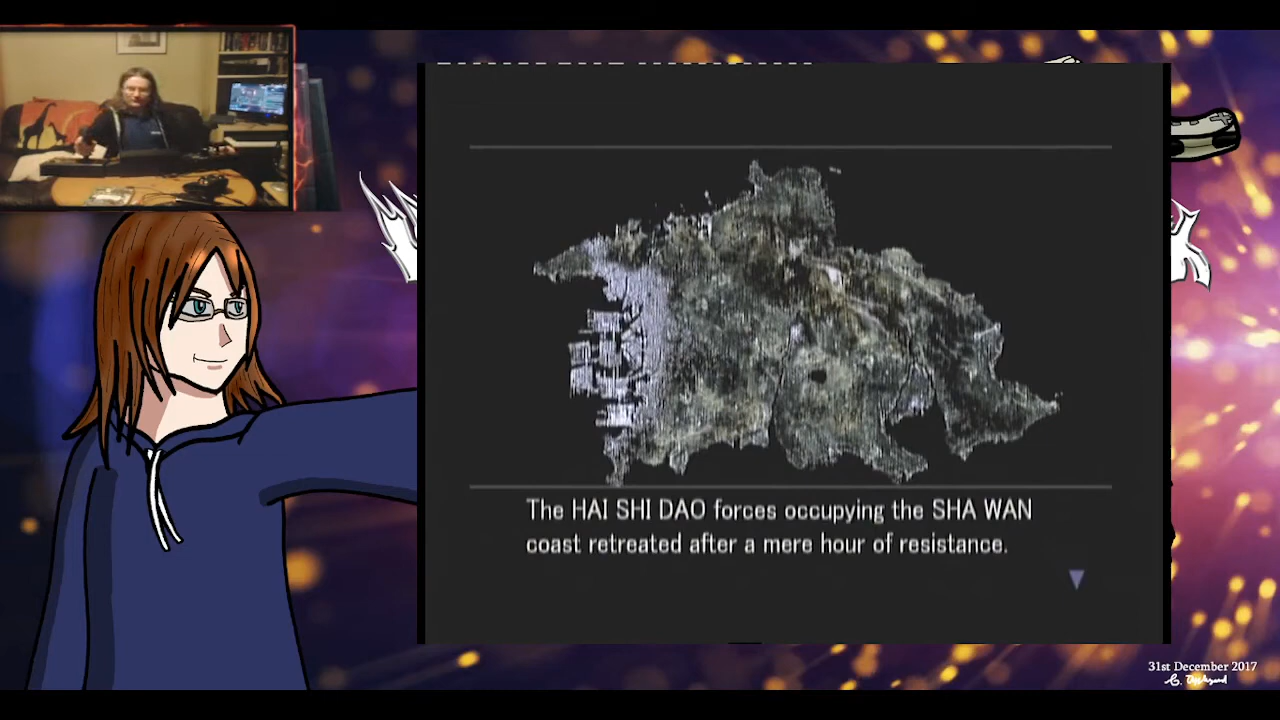 The HAI SHI DAO forces occupying the SHA WAN
coast retreated after a mere hour of resistance.
31st December 2017